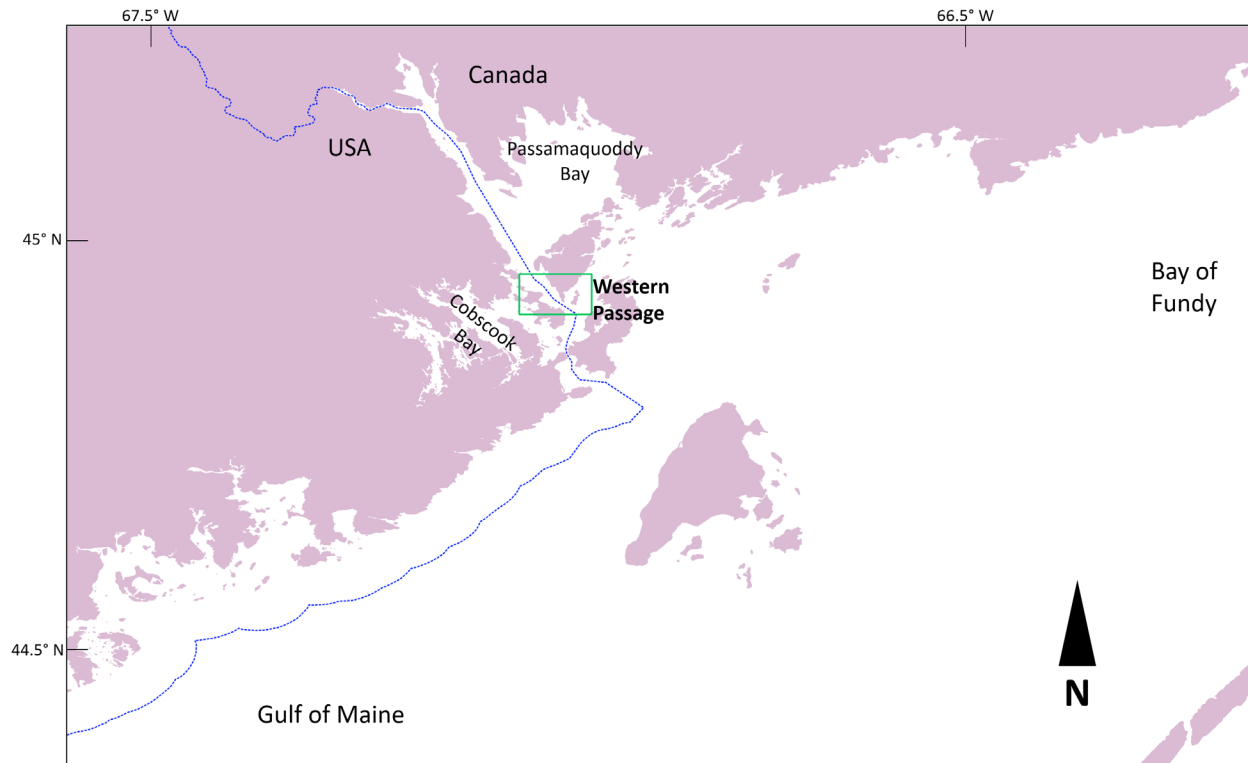 67.5° W
66.5° W
Canada
USA
Passamaquoddy
Bay
45° N
Bay of
Fundy
Western
Passage
Cobscook
Bay
44.5° N
N
Gulf of Maine